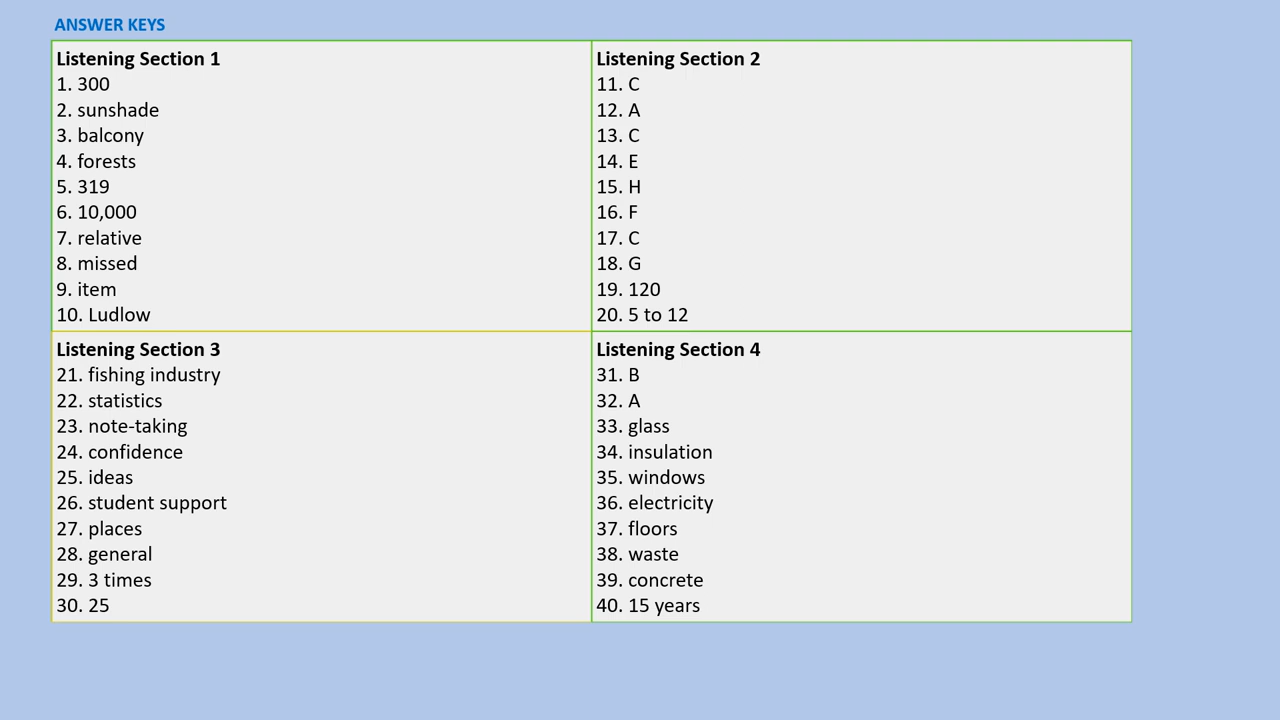 ANSWER KEYS
Listening Section 1
1. 300
2. sunshade
3. balcony
4. forests
5. 319
6. 10,000
7. relative
8. missed
9. item
10. Ludlow
Listening Section 2
11. C
12. A
13. C
14. E
15. H
16. F
17. C
18. G
19. 120
20. 5 to 12
Listening Section 3
21. fishing industry
22. statistics
23. note-taking
24. confidence
25. ideas
26. student support
27. places
28. general
29. 3 times
30. 25
Listening Section 4
31. B
32. A
33. glass
34. insulation
35. windows
36. electricity
37. floors
38. waste
39. concrete
40. 15 years